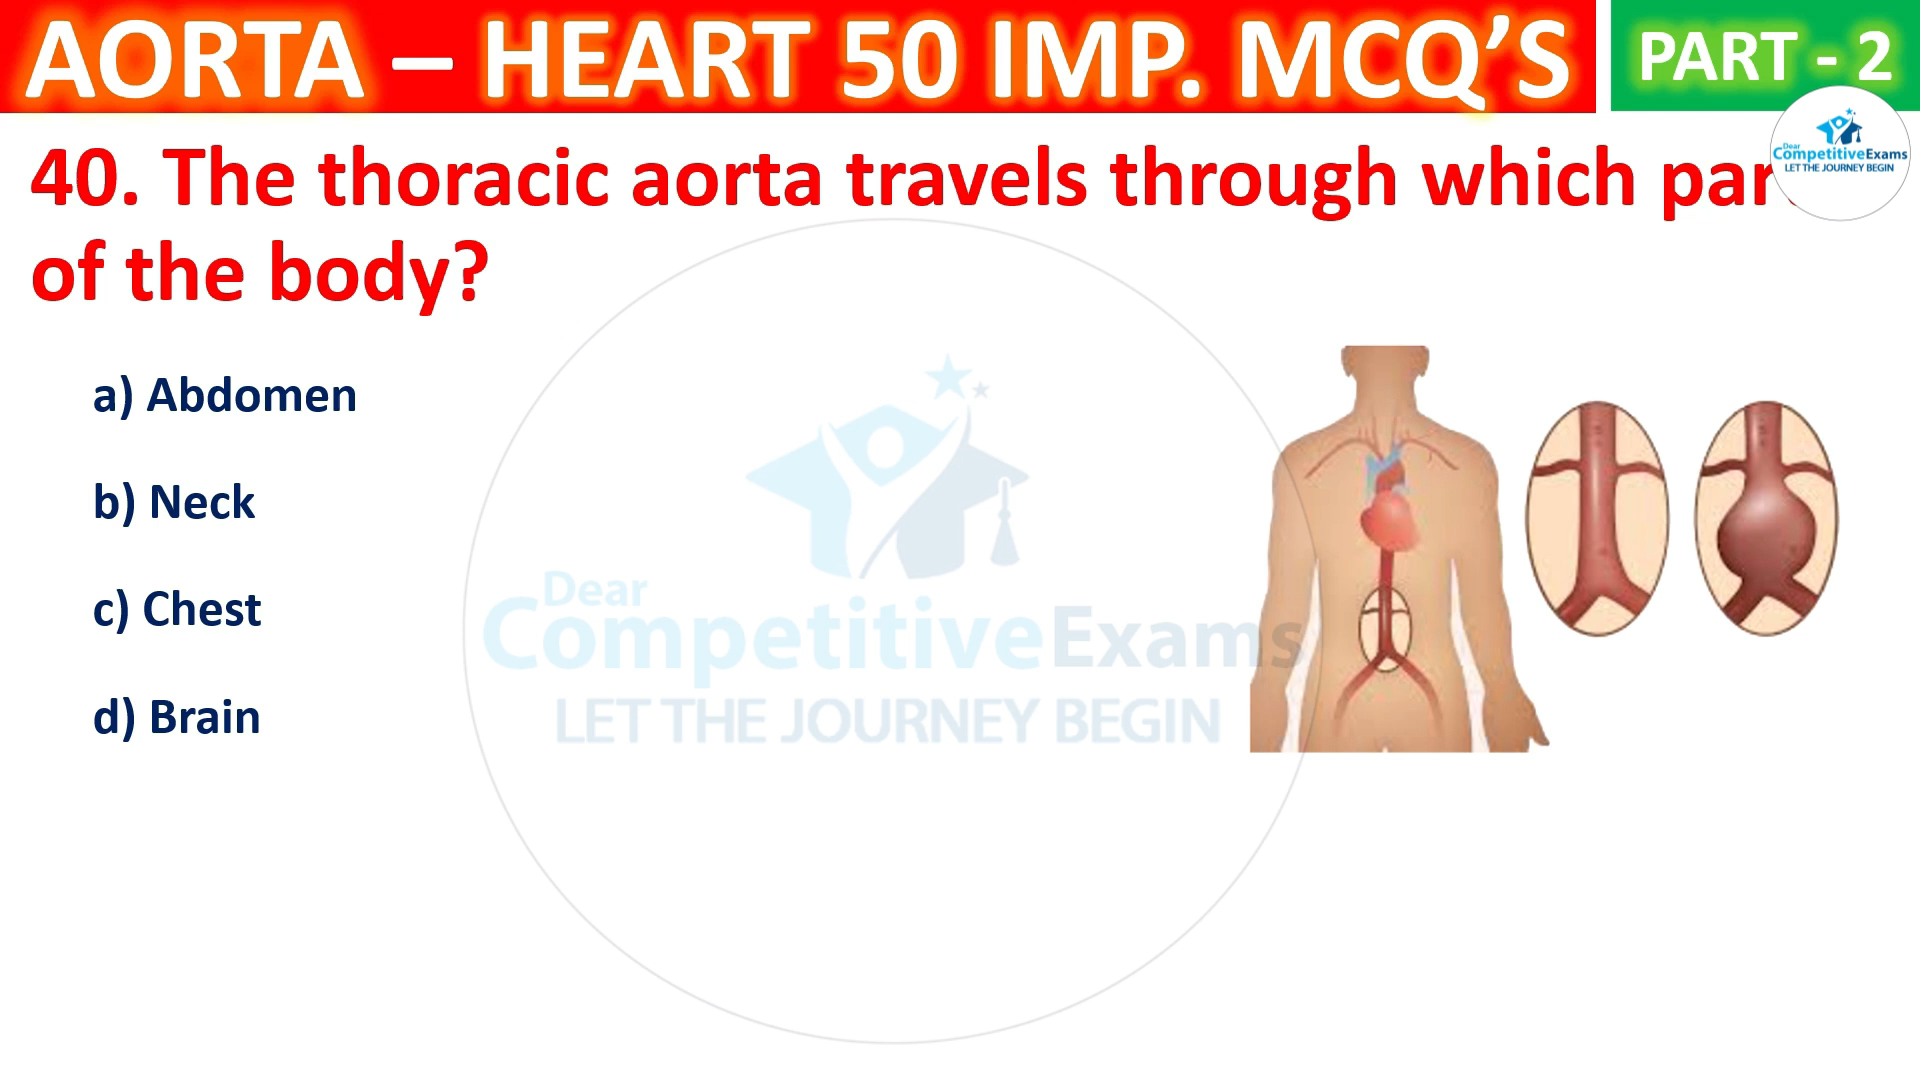 AORTA – HEART 50 IMP. MCQ’S
PART - 2
Dear
CompetitiveExams
LET THE JOURNEY BEGIN
40. The thoracic aorta travels through which
of the body?
a) Abdomen
b) Neck
c) Chest
d) Brain
Dear
CompetitiveExams
LET THE JOURNEY BEGIN